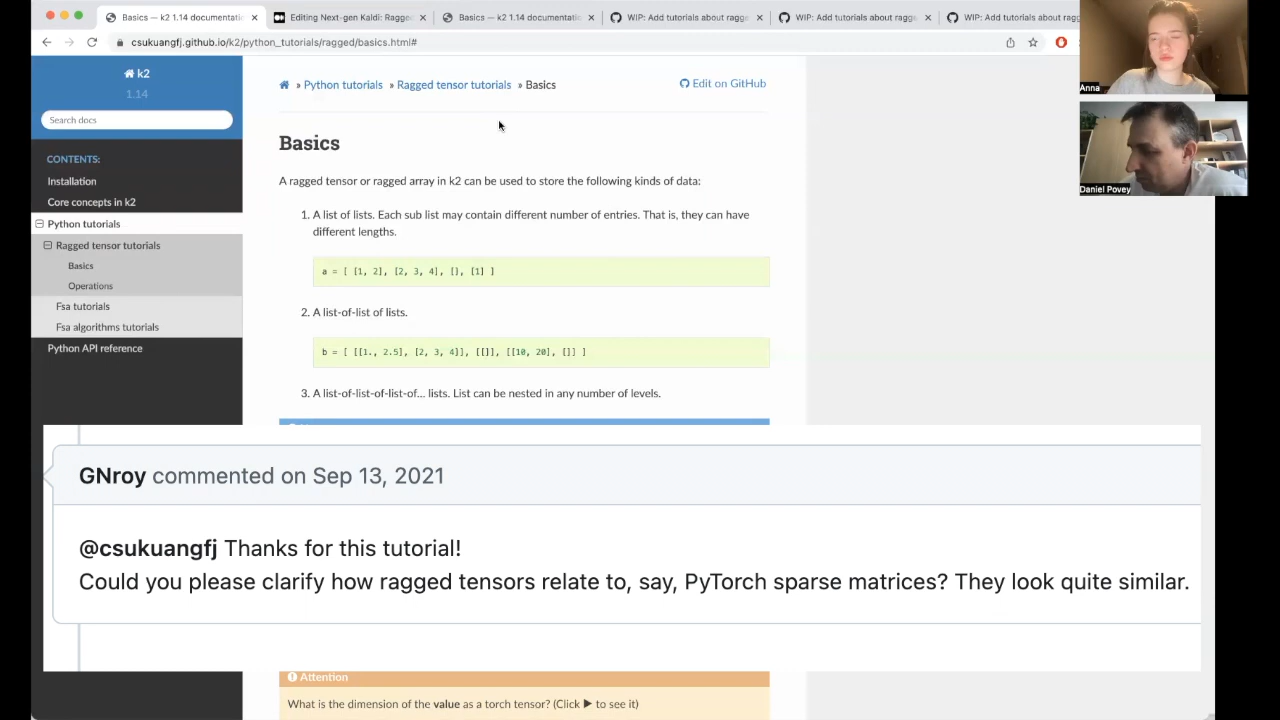 Basics — k2 1.14 documentatic
Editing Next-gen Kaldi: Ragge
Basics — k2 1.14 documentatic
WIP: Add tutorials about ragge
WIP: Add tutorials about ragge
WIP: Add tutorials about rag
csukuangfj.github.io/k2/python_tutorials/ragged/basics.html#
Anna
Daniel Povey
k2
1.14
Search docs
CONTENTS:
Installation
Core concepts in k2
Python tutorials
Ragged tensor tutorials
Basics
Operations
Fsa tutorials
Fsa algorithms tutorials
Python API reference
» Python tutorials » Ragged tensor tutorials » Basics
Edit on GitHub
Basics
A ragged tensor or ragged array in k2 can be used to store the following kinds of data:
1. A list of lists. Each sub list may contain different number of entries. That is, they can have
different lengths.
a = [ [1, 2], [2, 3, 4], [], [1] ]
2. A list-of-list of lists.
b = [ [[1., 2.5], [2, 3, 4]], [[]], [[10, 20], []] ]
3. A list-of-list-of-list-of... lists. List can be nested in any number of levels.
GNroy commented on Sep 13, 2021
@csukuangfj Thanks for this tutorial!
Could you please clarify how ragged tensors relate to, say, PyTorch sparse matrices? They look quite similar.
Attention
What is the dimension of the value as a torch tensor? (Click ▶ to see it)